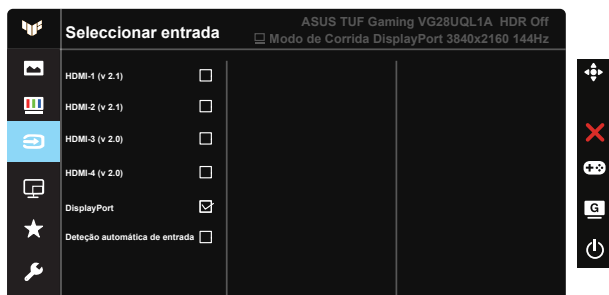 Seleccionar entrada
ASUS TUF Gaming VG28UQL1A HDR Off
Modo de Corrida DisplayPort 3840x2160 144Hz
HDMI-1 (v 2.1)
HDMI-2 (v 2.1)
HDMI-3 (v 2.0)
HDMI-4 (v 2.0)
DisplayPort
Deteção automática de entrada
G